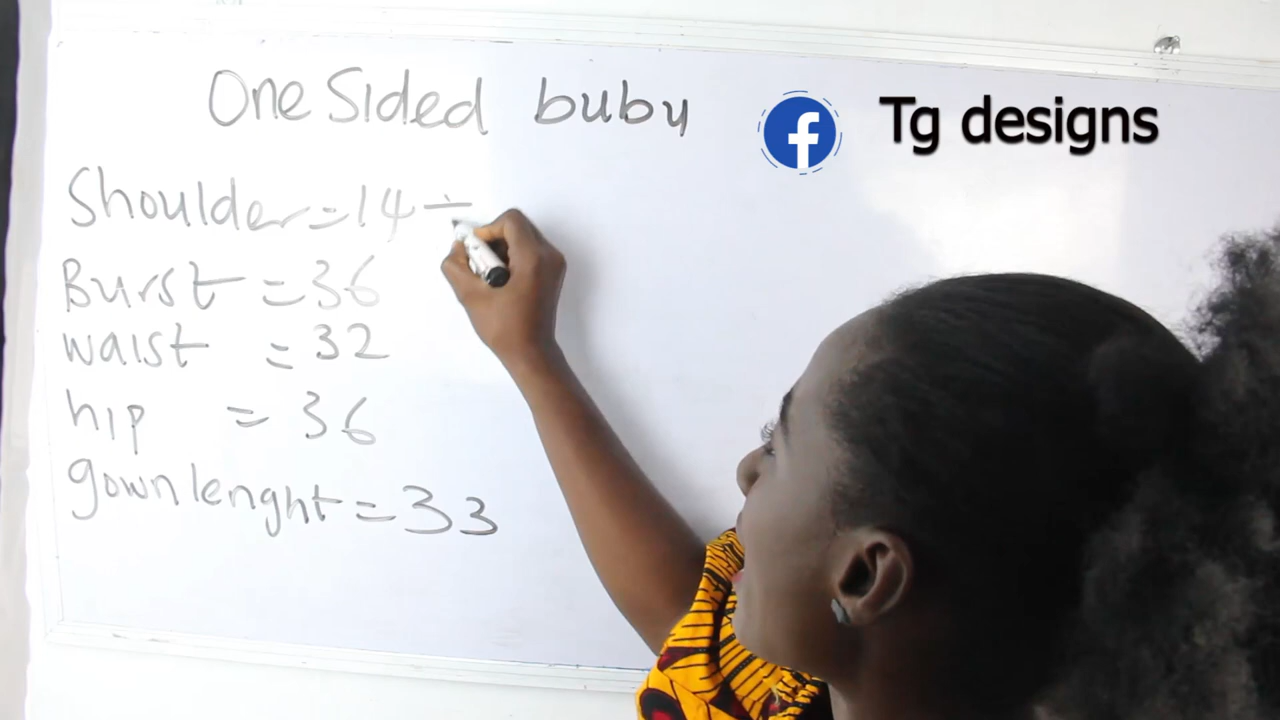 One Sided buby
Tg designs
Shoulder = 14 ÷
Burst = 36
waist = 32
hip = 36
gown lenght = 33